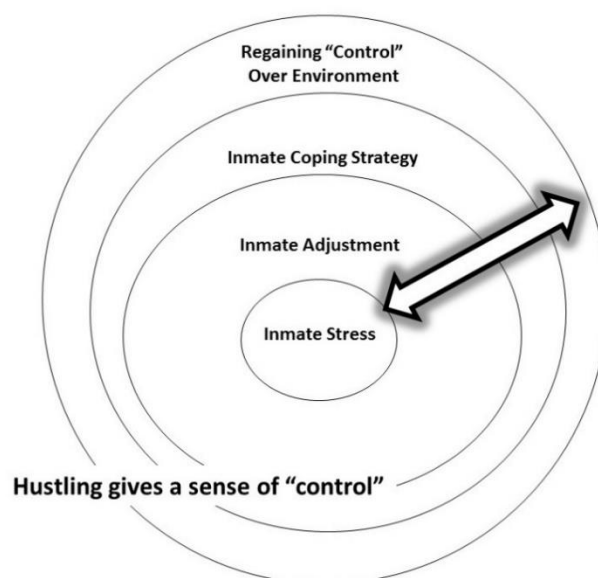 Regaining “Control”
Over Environment
Inmate Coping Strategy
Inmate Adjustment
Inmate Stress
Hustling gives a sense of “control”